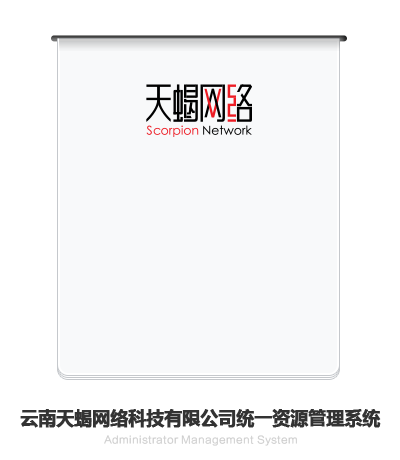 天蝎网络
Scorpion Network
云南天蝎网络科技有限公司统一资源管理系统
Administrator Management System